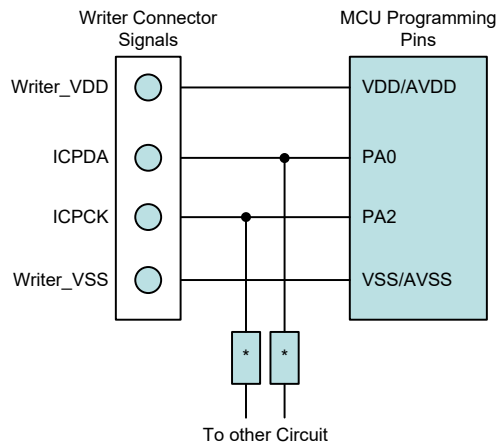 Writer Connector
Signals
MCU Programming
Pins
Writer_VDD
VDD/AVDD
ICPDA
PA0
ICPCK
PA2
Writer_VSS
VSS/AVSS
* *
To other Circuit